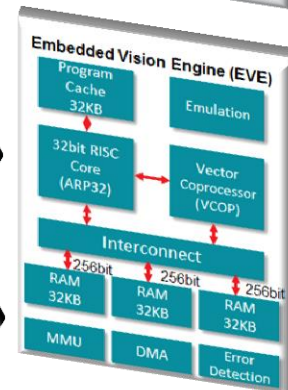 Embedded Vision Engine (EVE)
Program
Cache
32KB
Emulation
32bit RISC
Core
(ARP32)
Vector
Coprocessor
(VCOP)
Interconnect
256bit
256bit
256bit
RAM
32KB
RAM
32KB
RAM
32KB
MMU
DMA
Error
Detection